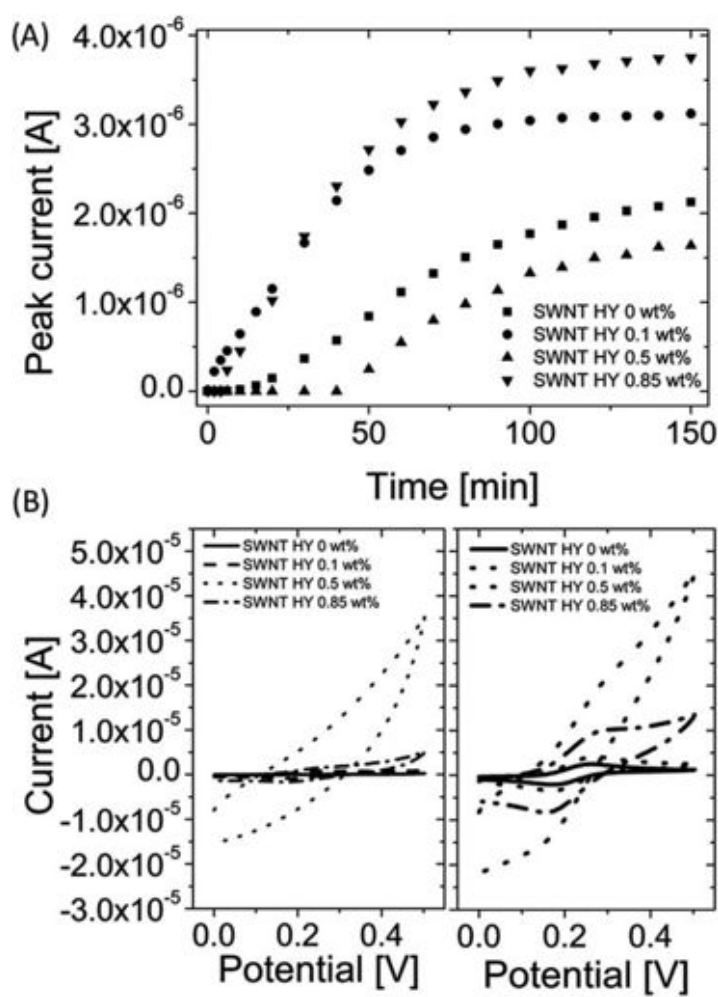 (A)
4.0x10⁻⁶
3.0x10⁻⁶
2.0x10⁻⁶
1.0x10⁻⁶
0.0
Peak current [A]
SWNT HY 0 wt%
SWNT HY 0.1 wt%
SWNT HY 0.5 wt%
SWNT HY 0.85 wt%
0 50 100 150
Time [min]
(B)
5.0x10⁻⁵
4.0x10⁻⁵
3.0x10⁻⁵
2.0x10⁻⁵
1.0x10⁻⁵
0.0
-1.0x10⁻⁵
-2.0x10⁻⁵
-3.0x10⁻⁵
Current [A]
SWNT HY 0 wt%
SWNT HY 0.1 wt%
SWNT HY 0.5 wt%
SWNT HY 0.85 wt%
0.0 0.2 0.4
Potential [V]
SWNT HY 0 wt%
SWNT HY 0.1 wt%
SWNT HY 0.5 wt%
SWNT HY 0.85 wt%
0.0 0.2 0.4
Potential [V]